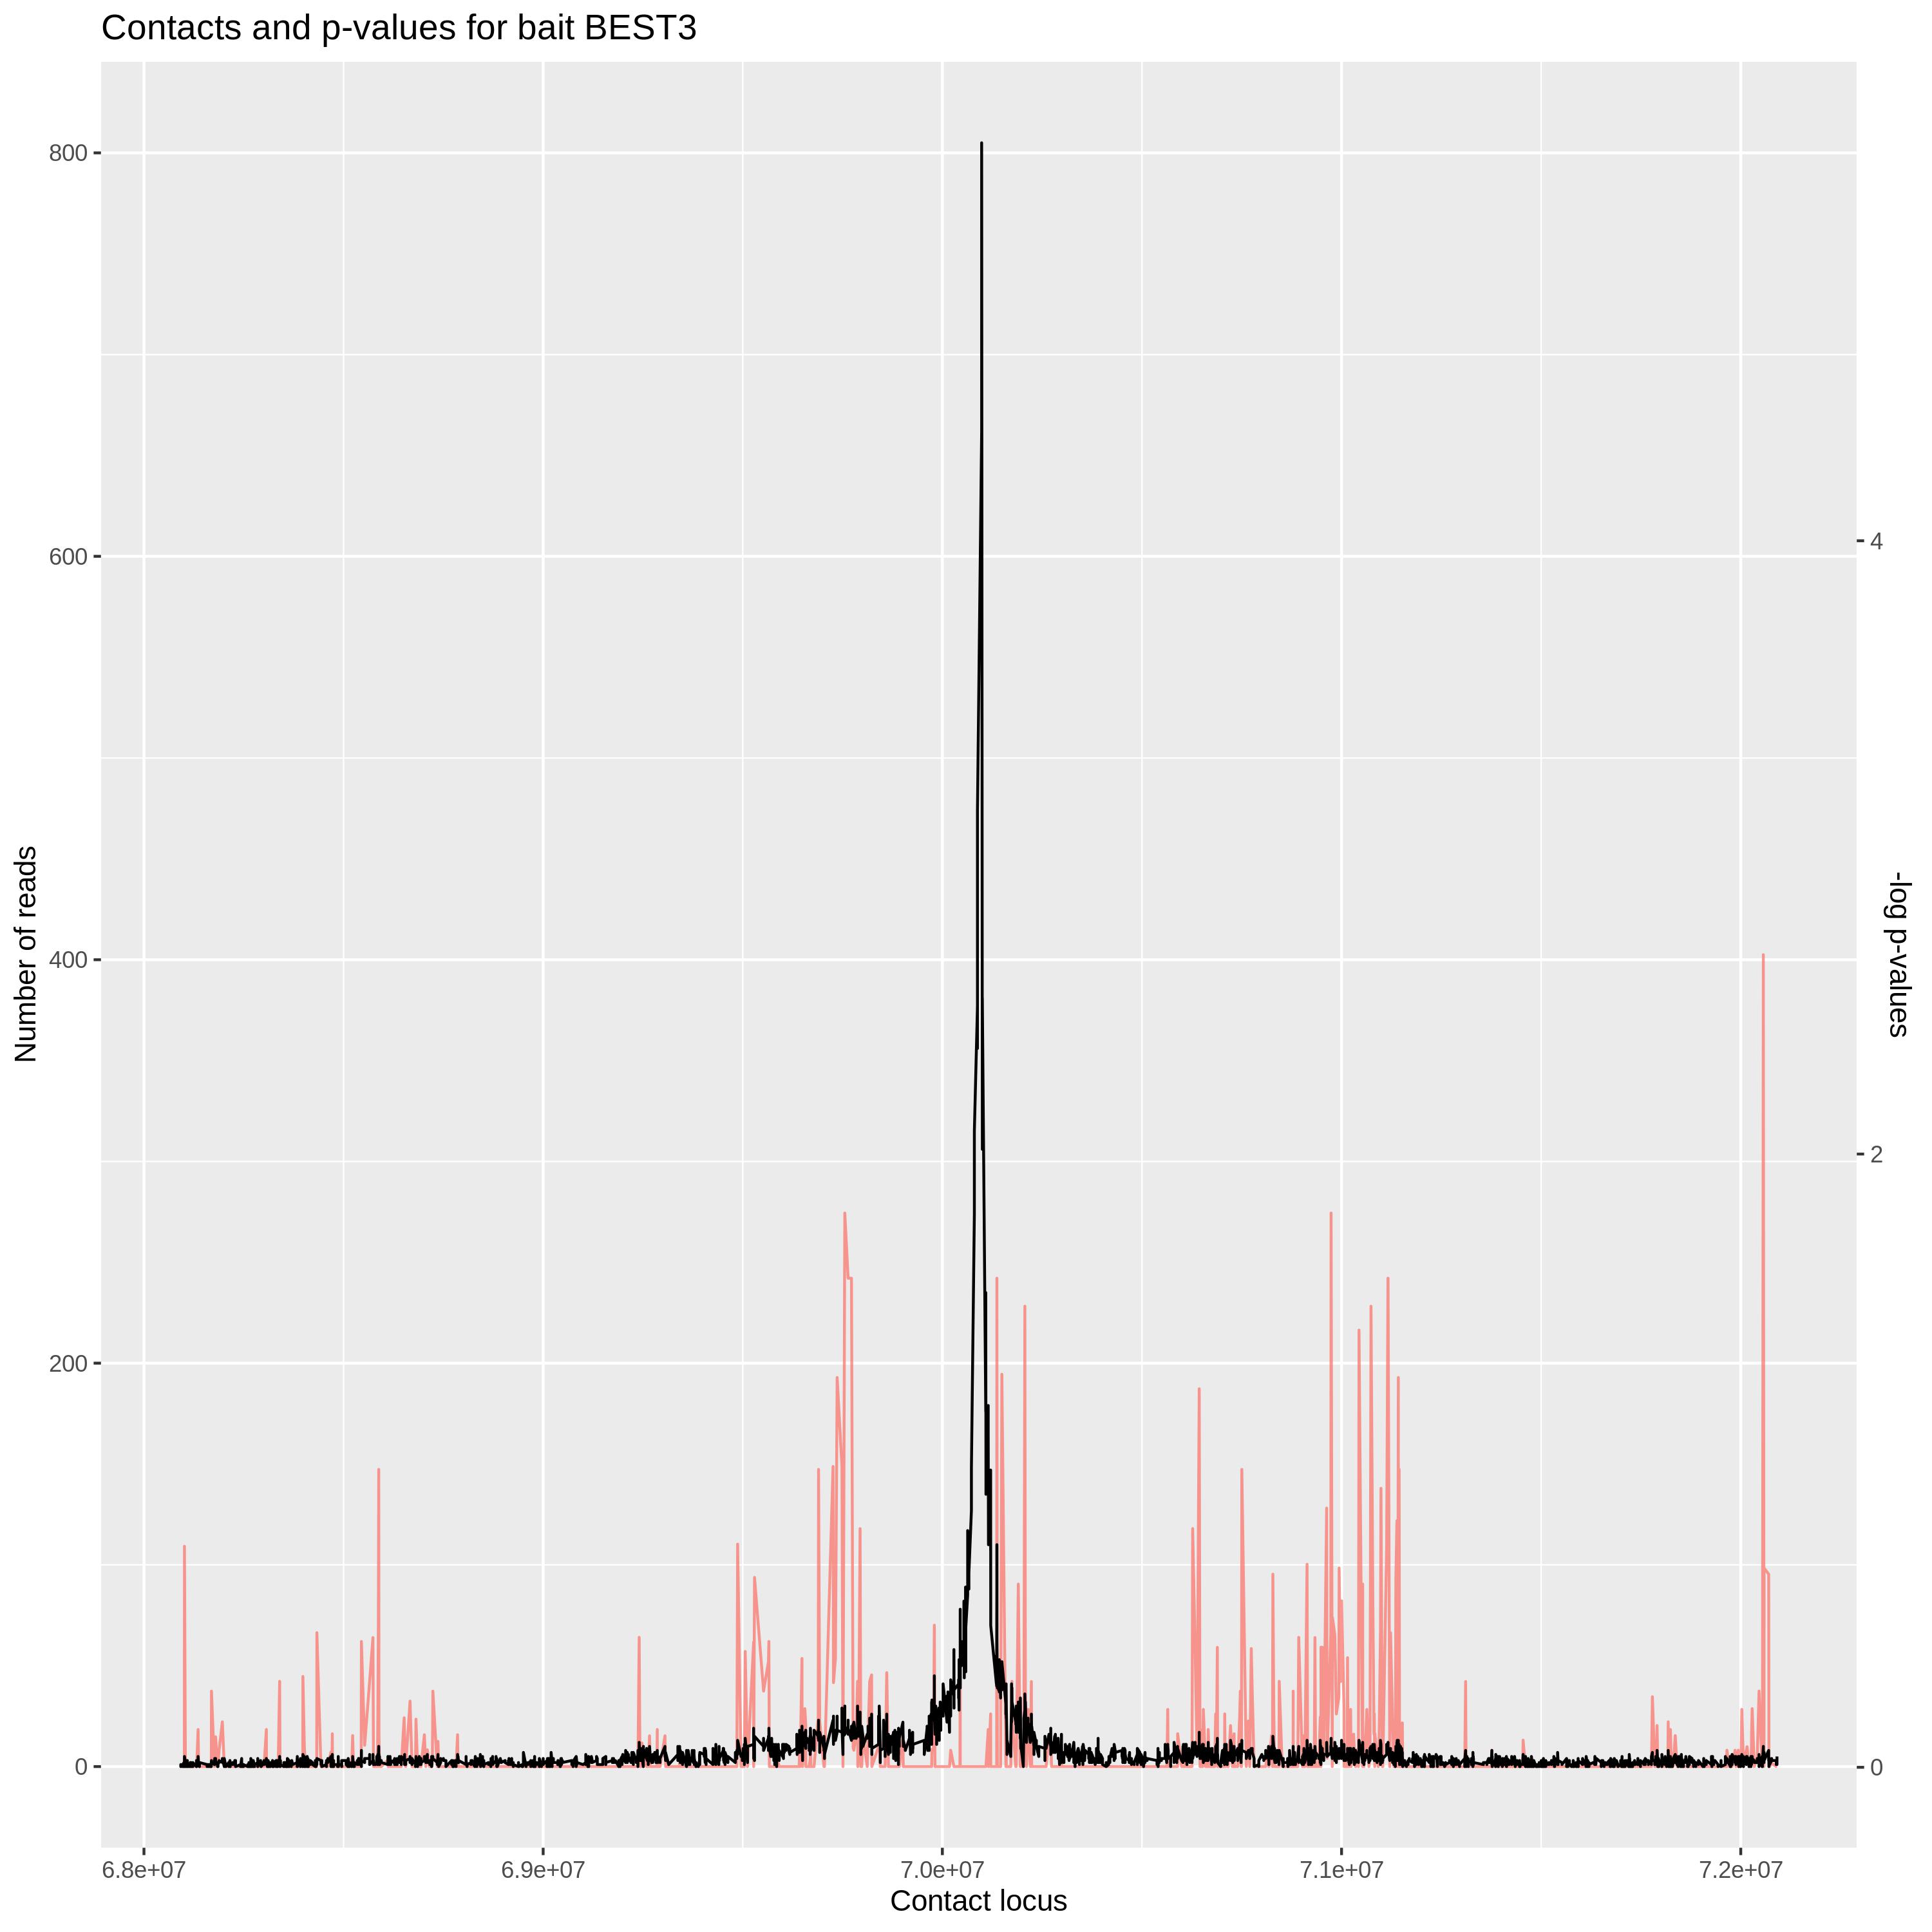 Contacts and p-values for bait BEST3
800
600
400
200
0
Number of reads
4
2
0
-log p-values
6.8e+07
6.9e+07
7.0e+07
7.1e+07
7.2e+07
Contact locus